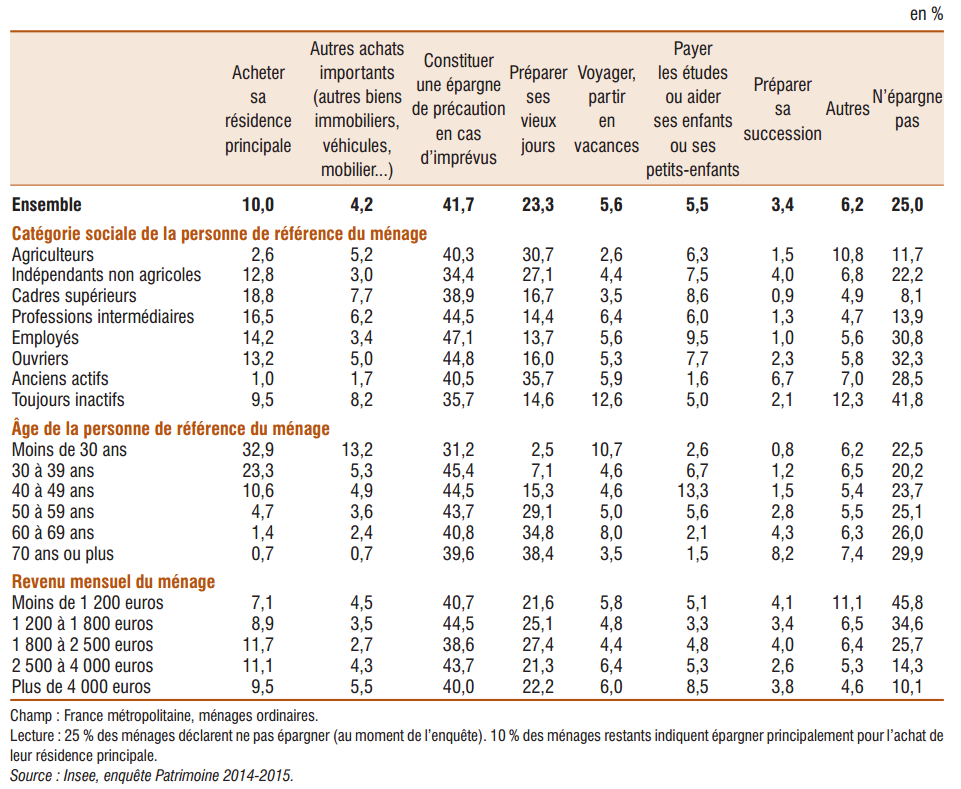 en %
Acheter sa résidence principale
Autres achats importants (autres biens immobiliers, véhicules, mobilier...)
Constituer une épargne de précaution en cas d’imprévus
Préparer ses vieux jours
Voyager, partir en vacances
Payer les études ou aider ses enfants ou ses petits-enfants
Préparer sa succession
Autres
N’épargne pas
Ensemble 10,0 4,2 41,7 23,3 5,6 5,5 3,4 6,2 25,0
Catégorie sociale de la personne de référence du ménage
Agriculteurs 2,6 5,2 40,3 30,7 2,6 6,3 1,5 10,8 11,7
Indépendants non agricoles 12,8 3,0 34,4 27,1 4,4 7,5 4,0 6,8 22,2
Cadres supérieurs 18,8 7,7 38,9 16,7 3,5 8,6 0,9 4,9 8,1
Professions intermédiaires 16,5 6,2 44,5 14,4 6,4 6,0 1,3 4,7 13,9
Employés 14,2 3,4 47,1 13,7 5,6 9,5 1,0 5,6 30,8
Ouvriers 13,2 5,0 44,8 16,0 5,3 7,7 2,3 5,8 32,3
Anciens actifs 1,0 1,7 40,5 35,7 5,9 1,6 6,7 7,0 28,5
Toujours inactifs 9,5 8,2 35,7 14,6 12,6 5,0 2,1 12,3 41,8
Âge de la personne de référence du ménage
Moins de 30 ans 32,9 13,2 31,2 2,5 10,7 2,6 0,8 6,2 22,5
30 à 39 ans 23,3 5,3 45,4 7,1 4,6 6,7 1,2 6,5 20,2
40 à 49 ans 10,6 4,9 44,5 15,3 4,6 13,3 1,5 5,4 23,7
50 à 59 ans 4,7 3,6 43,7 29,1 5,0 5,6 2,8 5,5 25,1
60 à 69 ans 1,4 2,4 40,8 34,8 8,0 2,1 4,3 6,3 26,0
70 ans ou plus 0,7 0,7 39,6 38,4 3,5 1,5 8,2 7,4 29,9
Revenu mensuel du ménage
Moins de 1 200 euros 7,1 4,5 40,7 21,6 5,8 5,1 4,1 11,1 45,8
1 200 à 1 800 euros 8,9 3,5 44,5 25,1 4,8 3,3 3,4 6,5 34,6
1 800 à 2 500 euros 11,7 2,7 38,6 27,4 4,4 4,8 4,0 6,4 25,7
2 500 à 4 000 euros 11,1 4,3 43,7 21,3 6,4 5,3 2,6 5,3 14,3
Plus de 4 000 euros 9,5 5,5 40,0 22,2 6,0 8,5 3,8 4,6 10,1
Champ : France métropolitaine, ménages ordinaires.
Lecture : 25 % des ménages déclarent ne pas épargner (au moment de l’enquête). 10 % des ménages restants indiquent épargner principalement pour l’achat de
leur résidence principale.
Source : Insee, enquête Patrimoine 2014-2015.